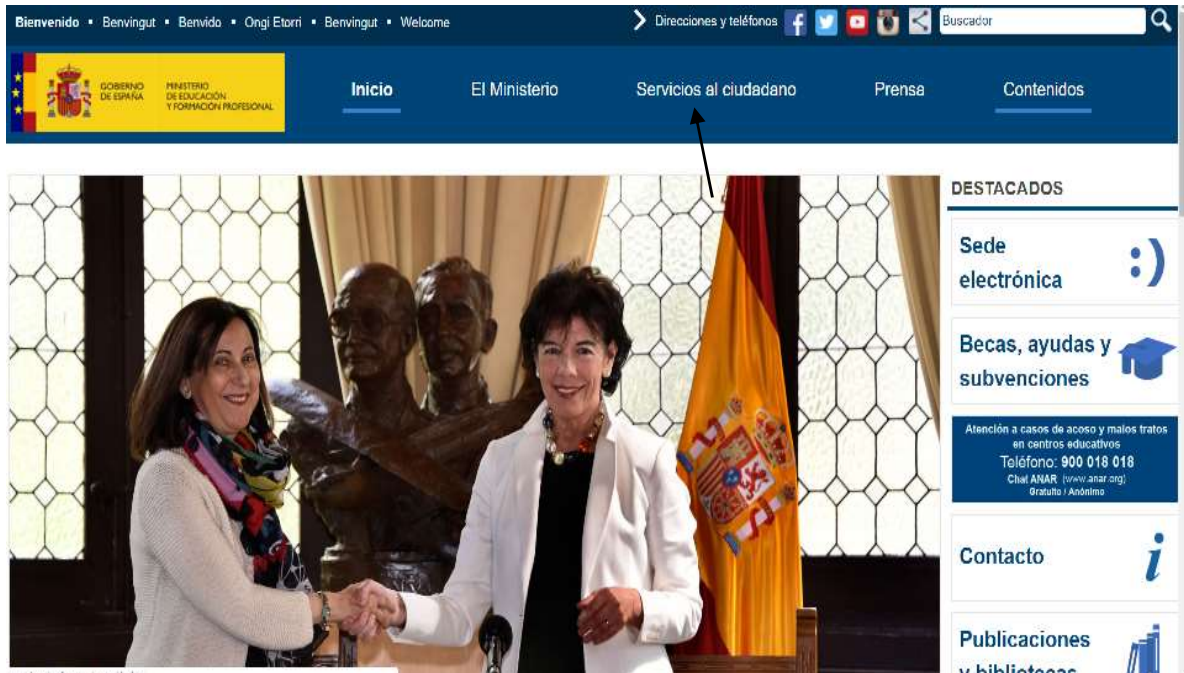 Bienvenido ▪ Benvingut ▪ Benvido ▪ Ongi Etorri ▪ Benvingut ▪ Welcome
Direcciones y teléfonos
Buscador
GOBIERNO
DE ESPAÑA
MINISTERIO
DE EDUCACIÓN
Y FORMACIÓN PROFESIONAL
Inicio
El Ministerio
Servicios al ciudadano
Prensa
Contenidos
DESTACADOS
Sede
electrónica
:)
Becas, ayudas y
subvenciones
Atención a casos de acoso y malos tratos
en centros educativos
Teléfono: 900 018 018
Chat ANAR (www.anar.org)
Gratuito / Anónimo
Contacto
i
Publicaciones
y bibliotecas